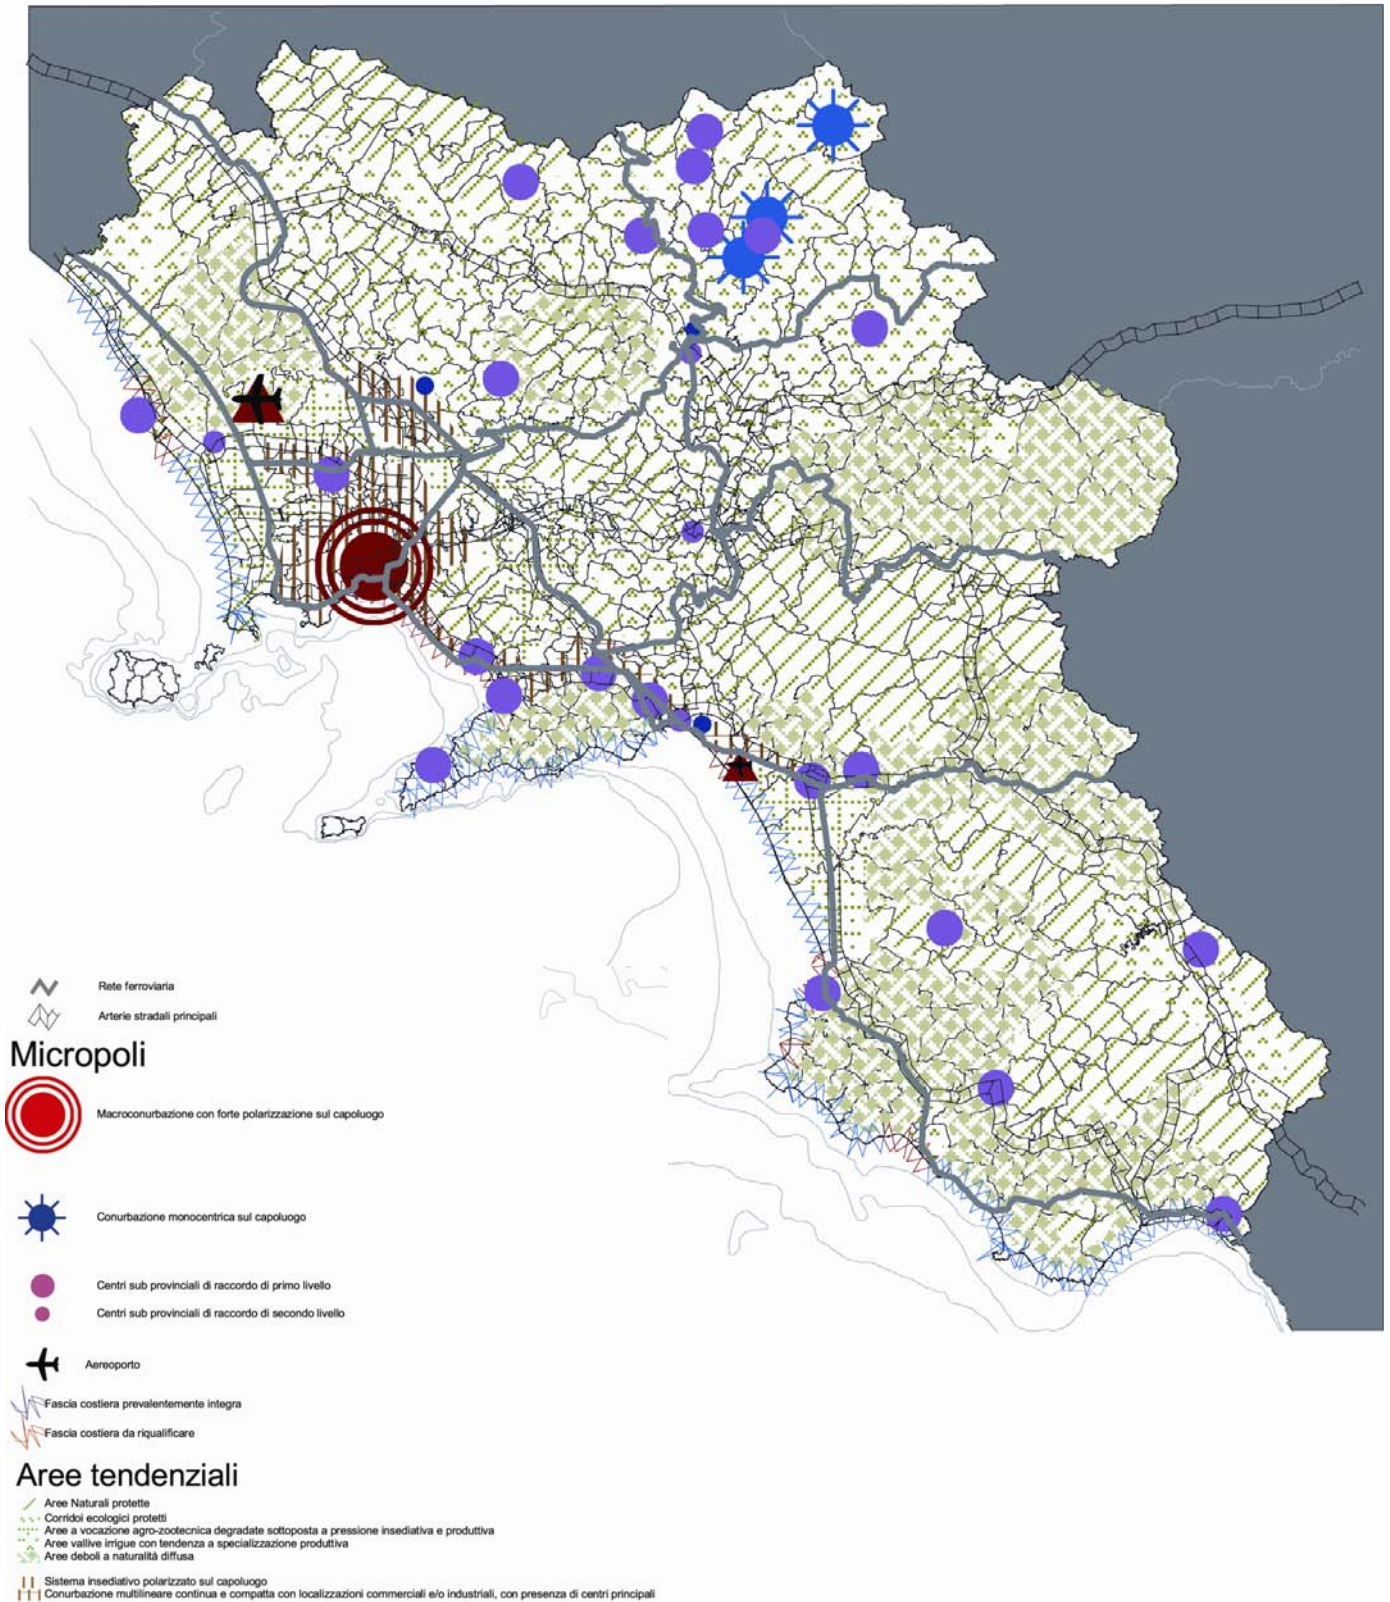 Rete ferroviaria
Arterie stradali principali
Micropoli
Macroconurbazione con forte polarizzazione sul capoluogo
Conurbazione monocentrica sul capoluogo
Centri sub provinciali di raccordo di primo livello
Centri sub provinciali di raccordo di secondo livello
Aereoporto
Fascia costiera prevalentemente integra
Fascia costiera da riqualificare
Aree tendenziali
Aree Naturali protette
Corridoi ecologici protetti
Aree a vocazione agro-zootecnica degradate sottoposta a pressione insediativa e produttiva
Aree vallive irrigue con tendenza a specializzazione produttiva
Aree deboli a naturalità diffusa
Sistema insediativo polarizzato sul capoluogo
Conurbazione multilineare continua e compatta con localizzazioni commerciali e/o industriali, con presenza di centri principali